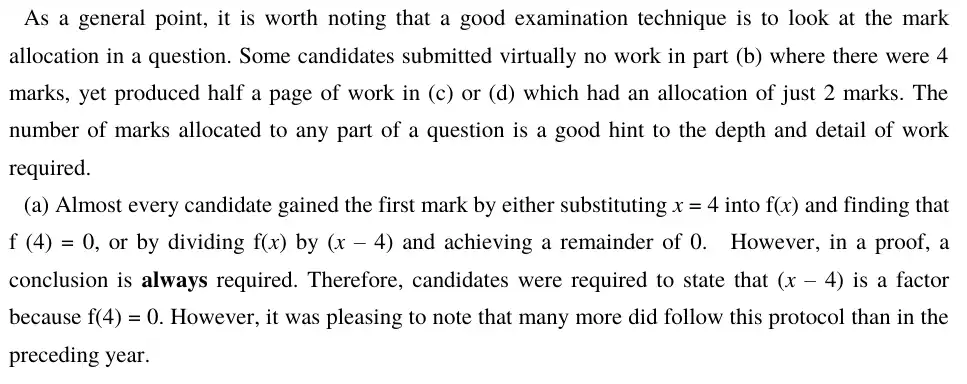 As a general point, it is worth noting that a good examination technique is to look at the mark
allocation in a question. Some candidates submitted virtually no work in part (b) where there were 4
marks, yet produced half a page of work in (c) or (d) which had an allocation of just 2 marks. The
number of marks allocated to any part of a question is a good hint to the depth and detail of work
required.
(a) Almost every candidate gained the first mark by either substituting x = 4 into f(x) and finding that
f (4) = 0, or by dividing f(x) by (x – 4) and achieving a remainder of 0. However, in a proof, a
conclusion is always required. Therefore, candidates were required to state that (x – 4) is a factor
because f(4) = 0. However, it was pleasing to note that many more did follow this protocol than in the
preceding year.